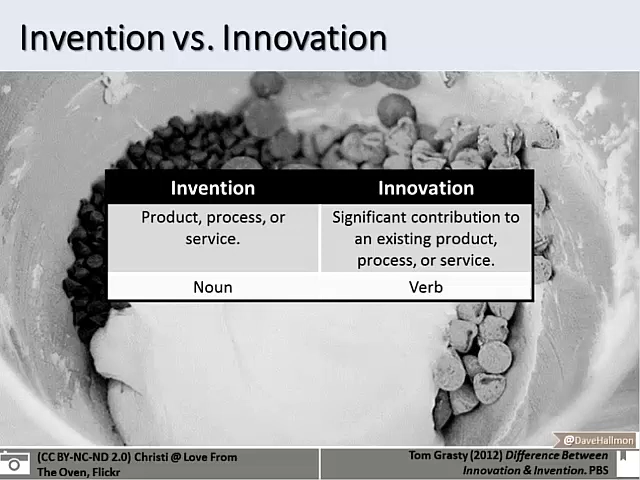 Invention vs. Innovation
Invention
Innovation
Product, process, or
service.
Significant contribution to
an existing product,
process, or service.
Noun
Verb
@DaveHallmon
(CC BY-NC-ND 2.0) Christi @ Love From
The Oven, Flickr
Tom Grasty (2012) Difference Between
Innovation & Invention. PBS